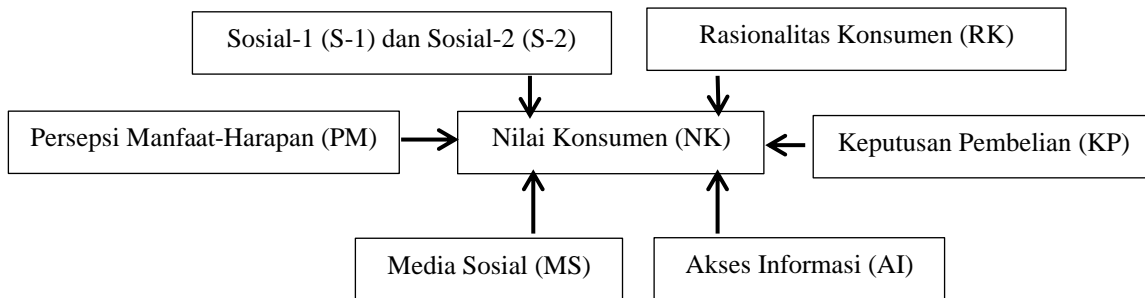 Sosial-1 (S-1) dan Sosial-2 (S-2)
Rasionalitas Konsumen (RK)
Persepsi Manfaat-Harapan (PM)
Nilai Konsumen (NK)
Keputusan Pembelian (KP)
Media Sosial (MS)
Akses Informasi (AI)